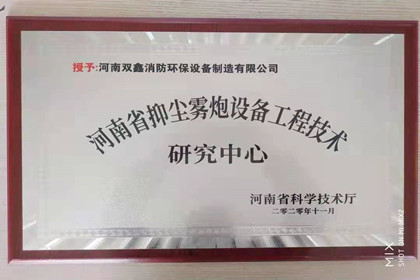 授予:河南双鑫消防环保设备制造有限公司
河南省抑尘雾炮设备工程技术
研究中心
河南省科学技术厅
二零二零年十一月